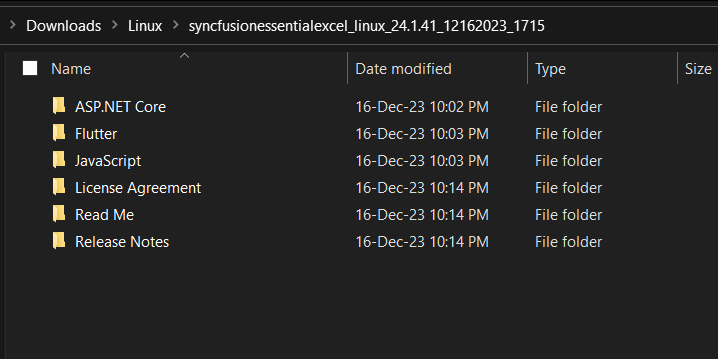 Downloads > Linux > syncfusionessentialexcel_linux_24.1.41_12162023_1715
Name Date modified Type Size
ASP.NET Core 16-Dec-23 10:02 PM File folder
Flutter 16-Dec-23 10:03 PM File folder
JavaScript 16-Dec-23 10:03 PM File folder
License Agreement 16-Dec-23 10:14 PM File folder
Read Me 16-Dec-23 10:14 PM File folder
Release Notes 16-Dec-23 10:14 PM File folder